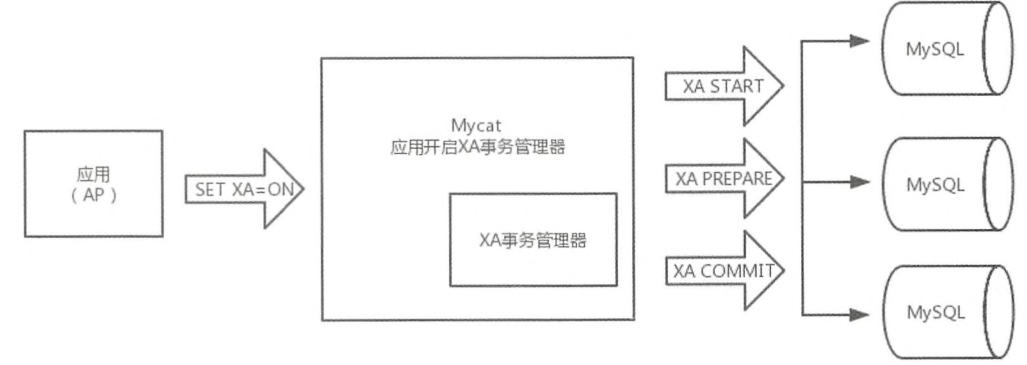 应用
（AP）
SET XA=ON
Mycat
应用开启XA事务管理器
XA事务管理器
XA START
XA PREPARE
XA COMMIT
MySQL
MySQL
MySQL